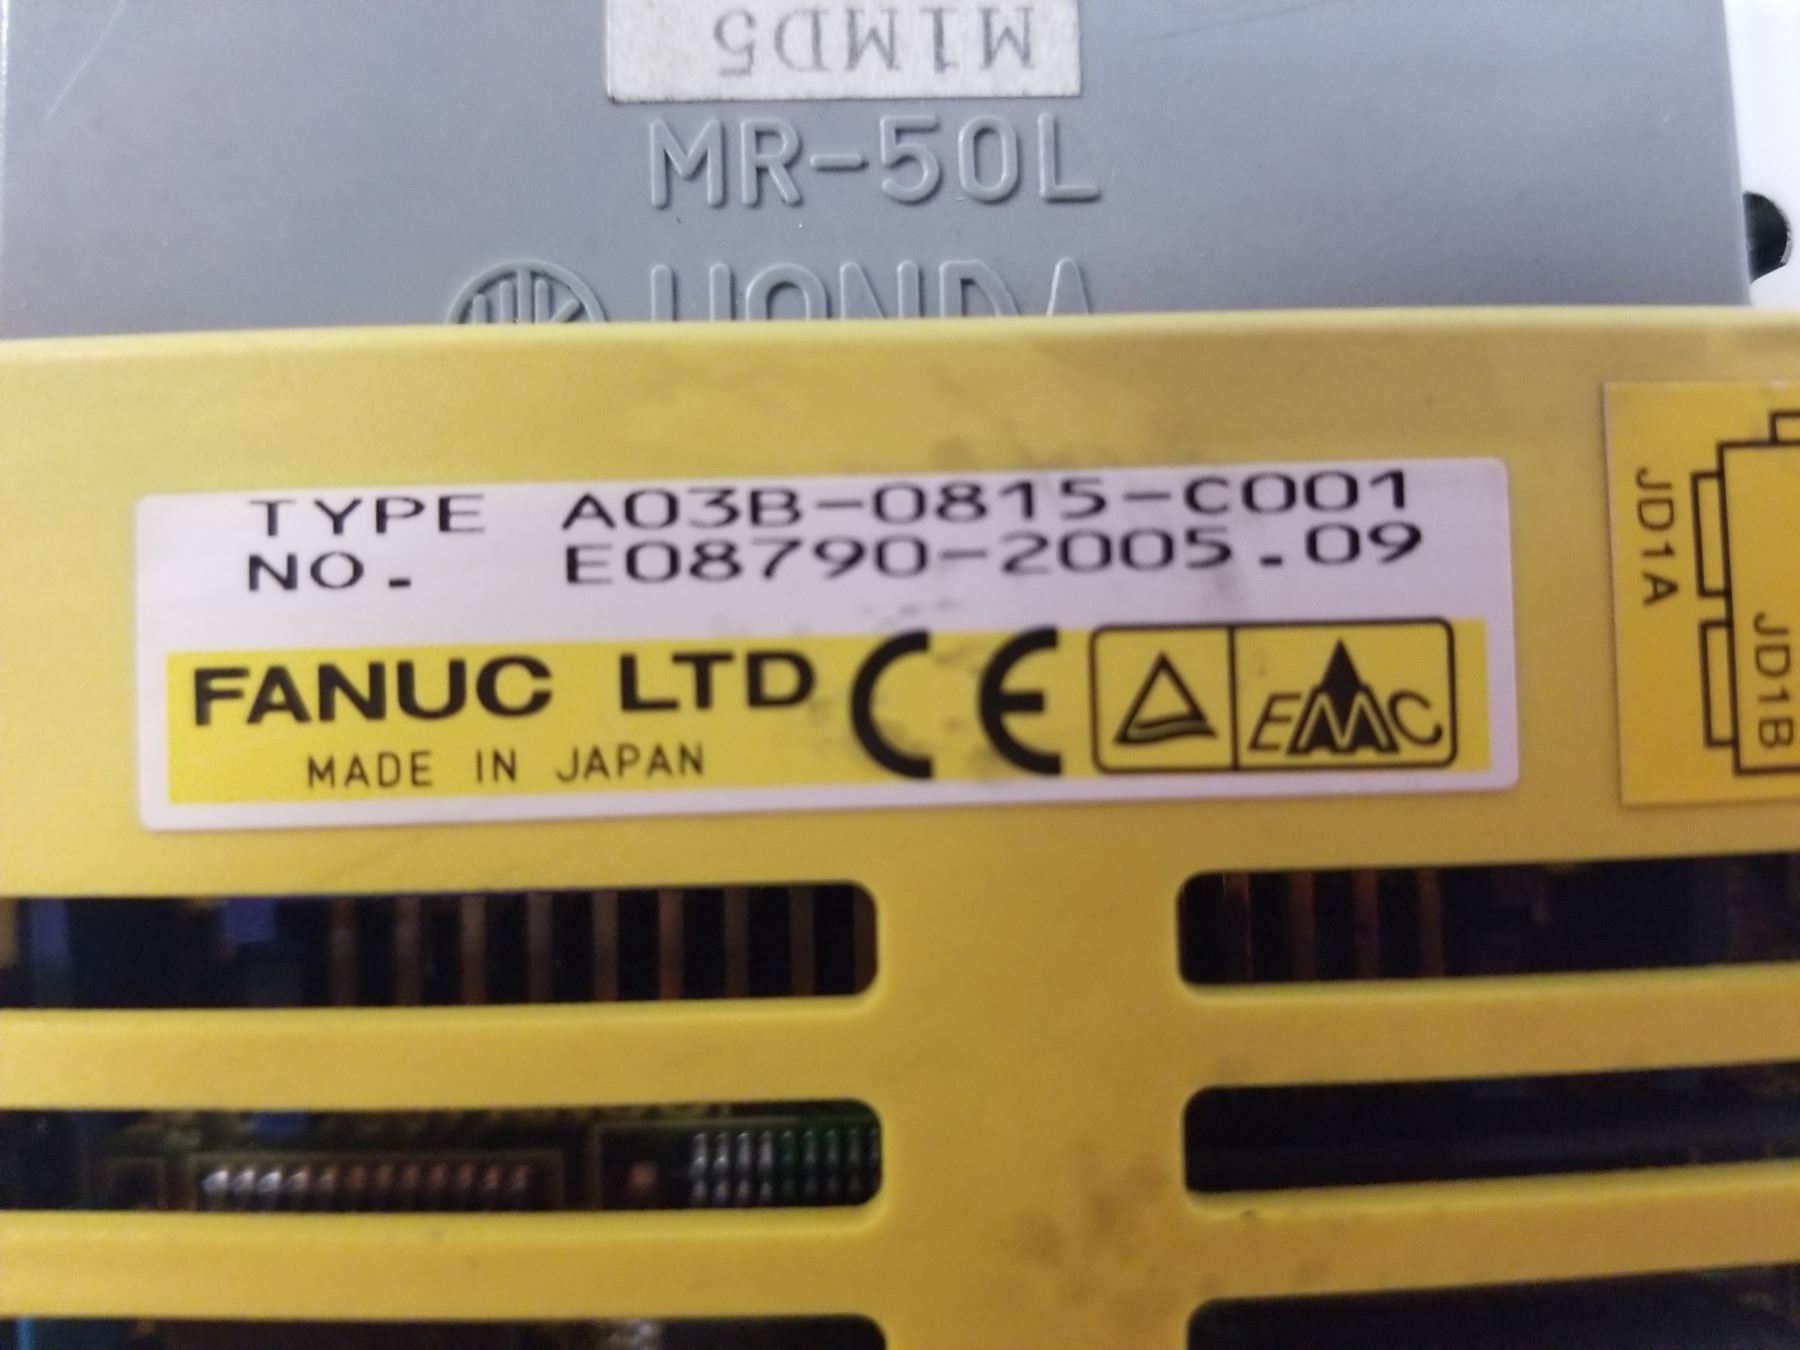 M1MD5
MR-50L
HONDA
TYPE A03B-0815-C001
NO. E08790-2005.09
FANUC LTD CE EMC
MADE IN JAPAN
JD1A
JD1B